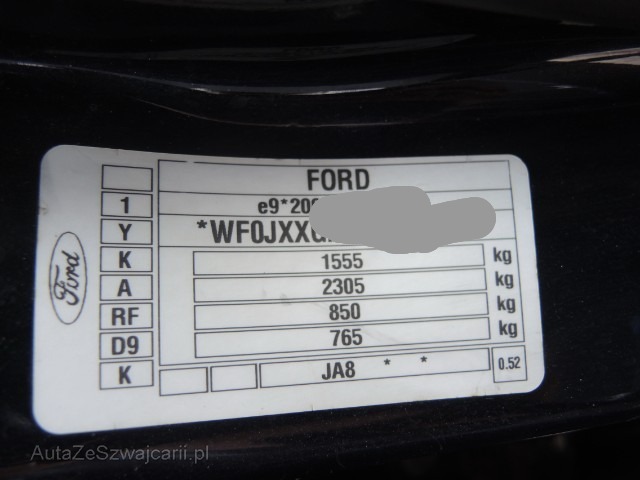 FORD
1 e9*20
Y *WF0JXXG
K 1555 kg
A 2305 kg
RF 850 kg
D9 765 kg
K JA8 * * 0.52
Ford
AutaZeSzwajcarii.pl